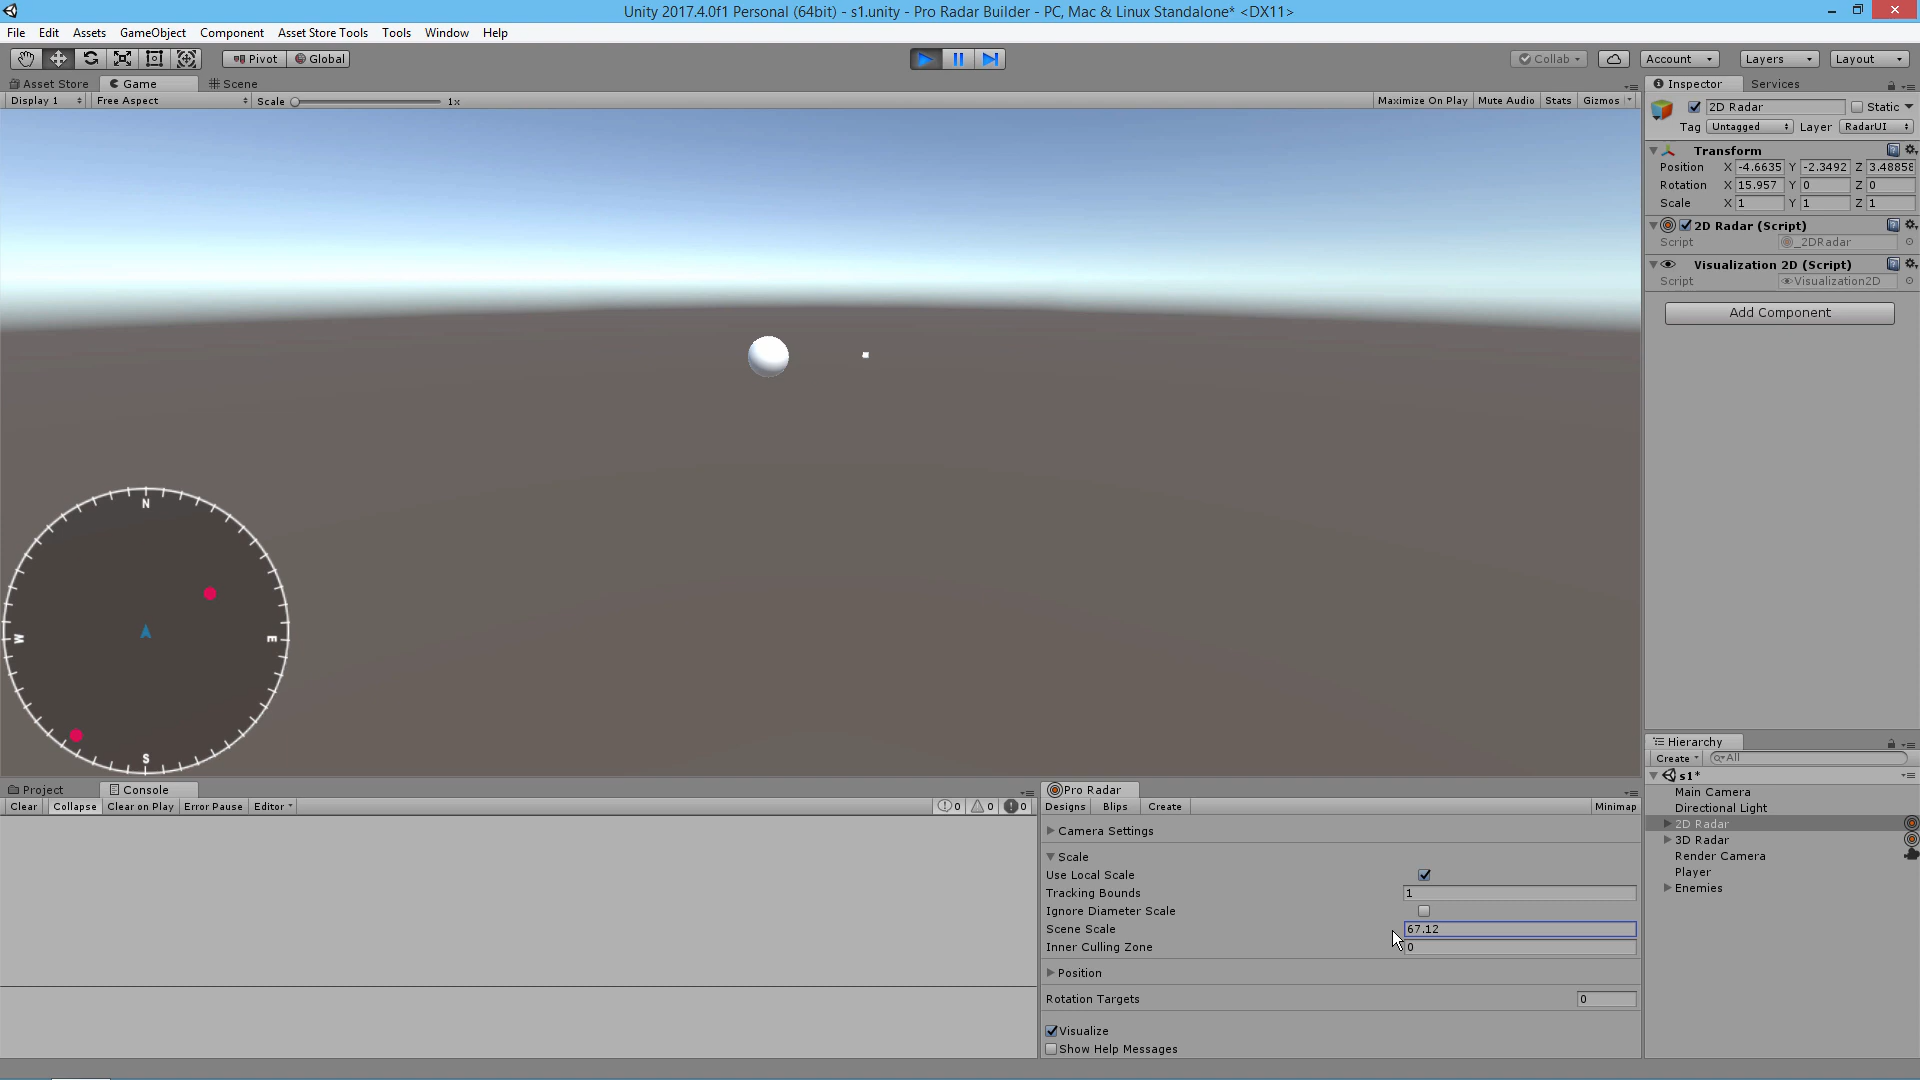 Unity 2017.4.0f1 Personal (64bit) - s1.unity - Pro Radar Builder - PC, Mac & Linux Standalone* <DX11>
File Edit Assets GameObject Component Asset Store Tools Tools Window Help
Pivot Global Collab Account Layers Layout
Asset Store Game Scene
Display 1 Free Aspect Scale 1x Maximize On Play Mute Audio Stats Gizmos
N
W E
S
Inspector Services
2D Radar Static
Tag Untagged Layer RadarUI
Transform
Position X -4.6635 Y -2.3492 Z 3.48858
Rotation X 15.957 Y 0 Z 0
Scale X 1 Y 1 Z 1
2D Radar (Script)
Script _2DRadar
Visualization 2D (Script)
Script Visualization2D
Add Component
Hierarchy
Create All
s1*
Main Camera
Directional Light
2D Radar
3D Radar
Render Camera
Player
Enemies
Project Console
Clear Collapse Clear on Play Error Pause Editor 0 0 0
Pro Radar
Designs Blips Create Minimap
Camera Settings
Scale
Use Local Scale
Tracking Bounds 1
Ignore Diameter Scale
Scene Scale 67.12
Inner Culling Zone 0
Position
Rotation Targets 0
Visualize
Show Help Messages